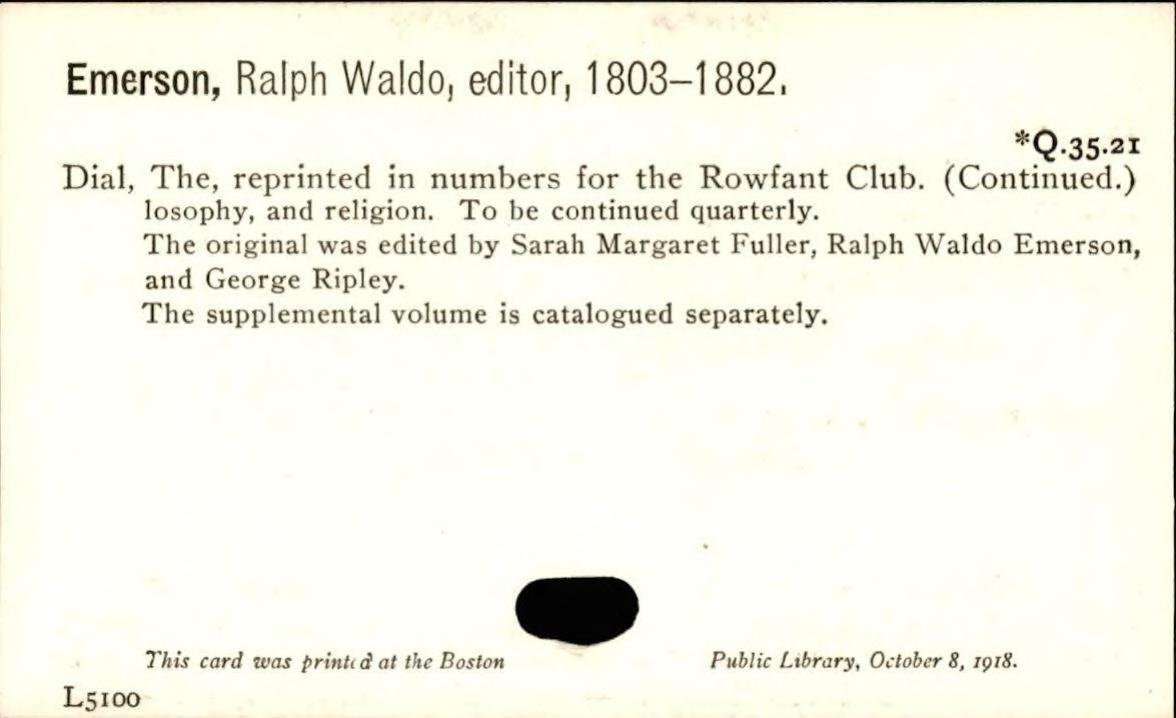 Emerson, Ralph Waldo, editor, 1803–1882.
*Q.35.21
Dial, The, reprinted in numbers for the Rowfant Club. (Continued.)
losophy, and religion. To be continued quarterly.
The original was edited by Sarah Margaret Fuller, Ralph Waldo Emerson,
and George Ripley.
The supplemental volume is catalogued separately.
This card was printed at the Boston Public Library, October 8, 1918.
L5100